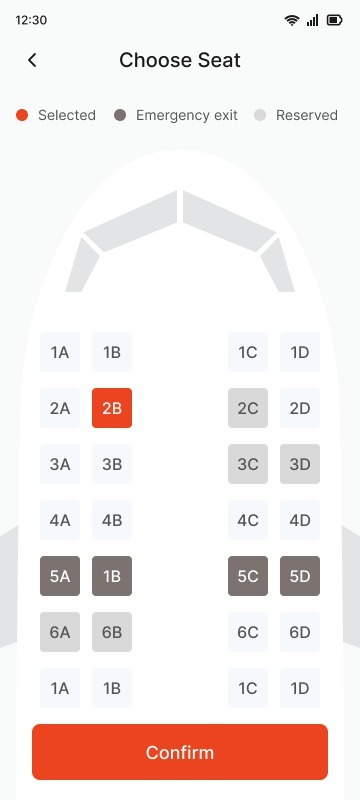 12:30
Choose Seat
Selected Emergency exit Reserved
1A 1B 1C 1D
2A 2B 2C 2D
3A 3B 3C 3D
4A 4B 4C 4D
5A 1B 5C 5D
6A 6B 6C 6D
1A 1B 1C 1D
Confirm